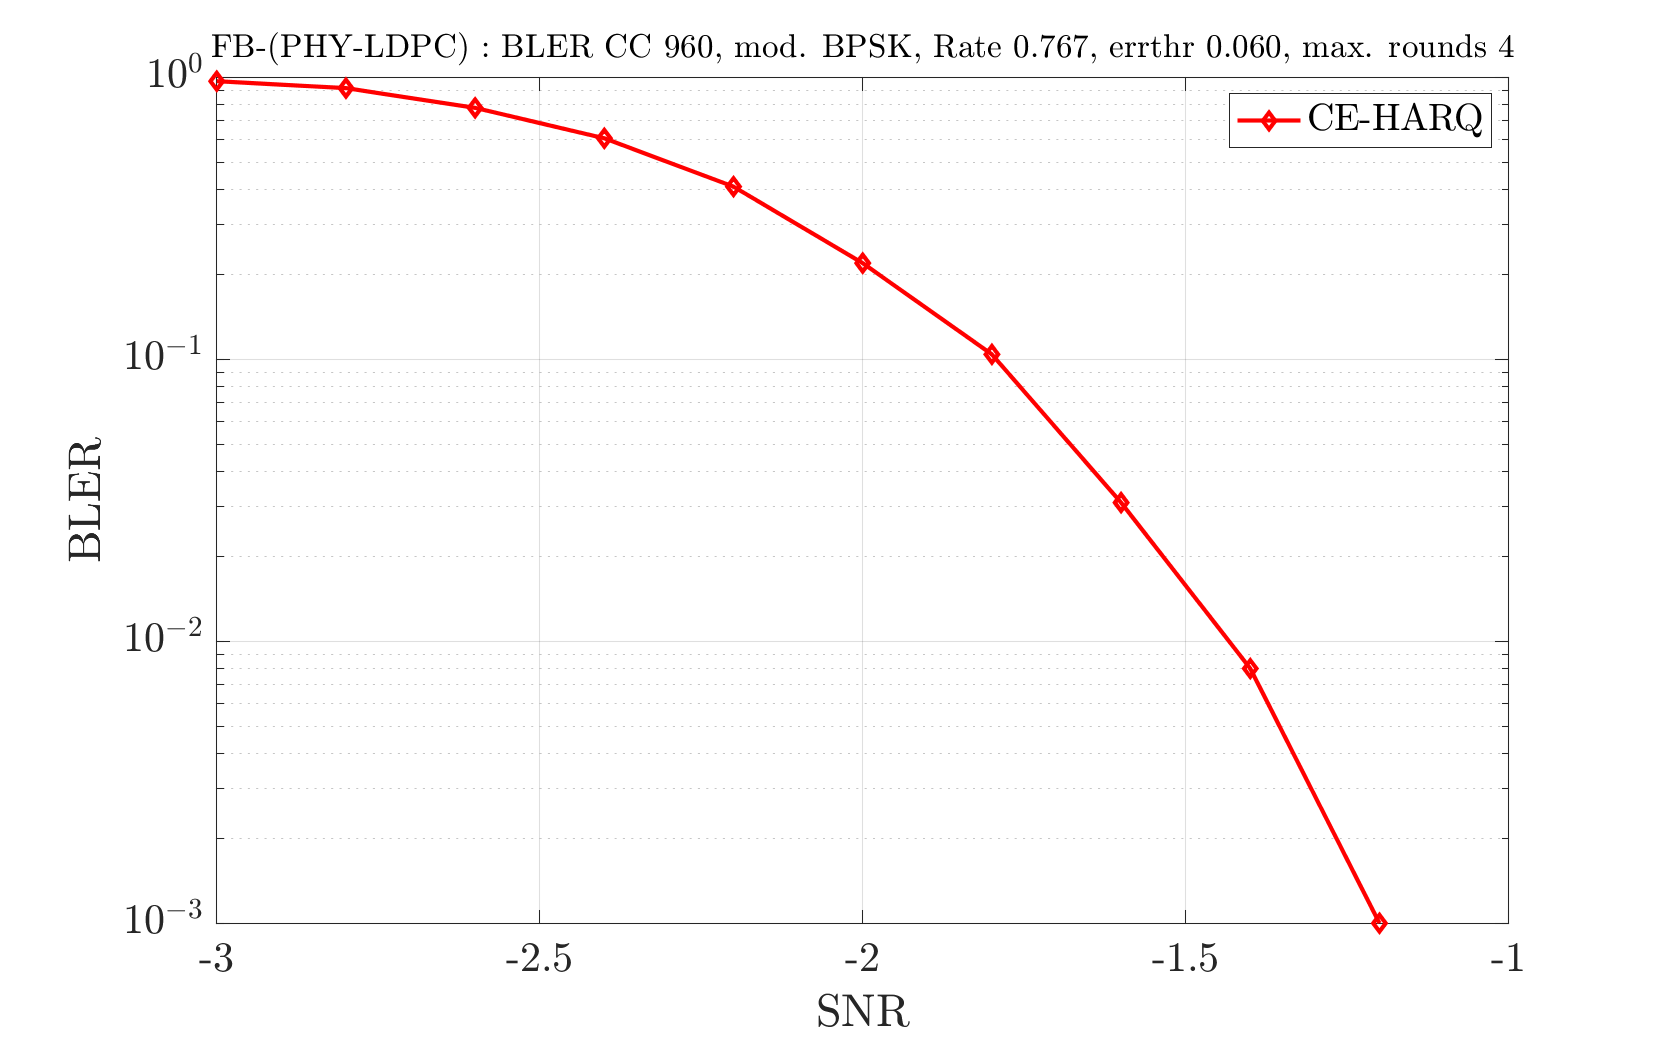 FB-(PHY-LDPC) : BLER CC 960, mod. BPSK, Rate 0.767, errthr 0.060, max. rounds 4
10^0
CE-HARQ
10^-1
BLER
10^-2
10^-3
-3 -2.5 -2 -1.5 -1
SNR